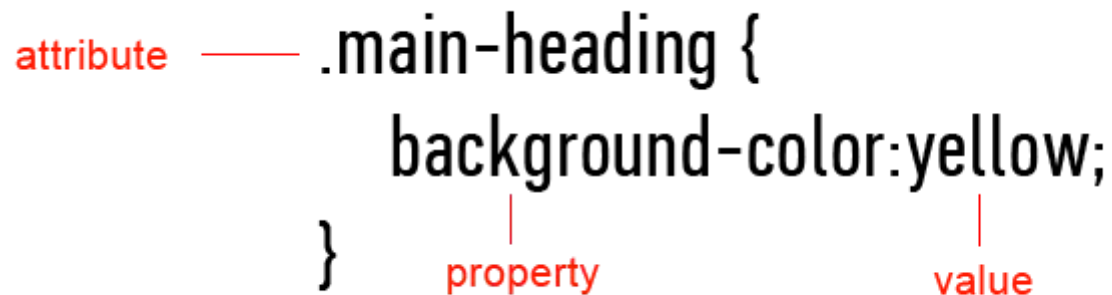 attribute .main-heading {
background-color:yellow;
}
property value